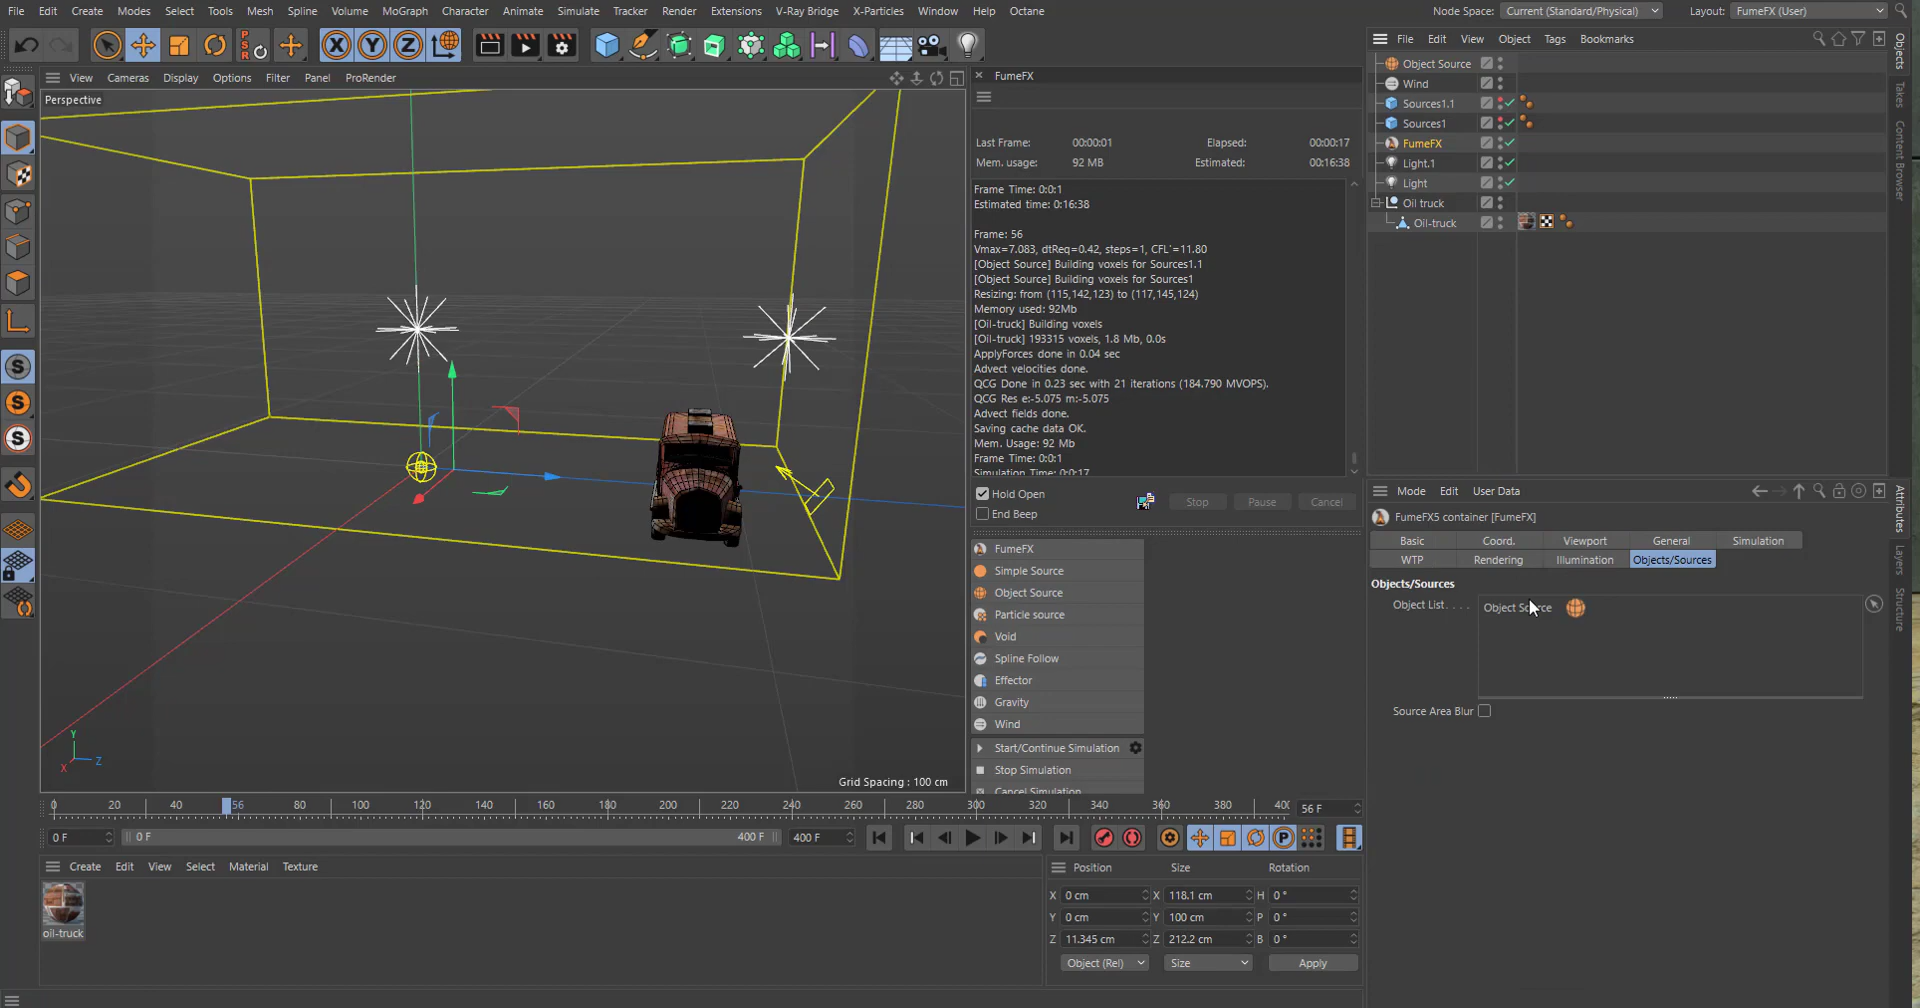 File Edit Create Modes Select Tools Mesh Spline Volume MoGraph Character Animate Simulate Tracker Render Extensions V-Ray Bridge X-Particles Window Help Octane
Node Space: Current (Standard/Physical) Layout: FumeFX (User)
PSR X Y Z
File Edit View Object Tags Bookmarks
View Cameras Display Options Filter Panel ProRender
Perspective
FumeFX
Last Frame: 00:00:01 Elapsed: 00:00:17
Mem. usage: 92 MB Estimated: 00:16:38
Frame Time: 0:0:1
Estimated time: 0:16:38
Frame: 56
Vmax=7.083, dtReq=0.42, steps=1, CFL`=11.80
[Object Source] Building voxels for Sources1.1
[Object Source] Building voxels for Sources1
Resizing: from (115,142,123) to (117,145,124)
Memory used: 92Mb
[Oil-truck] Building voxels
[Oil-truck] 193315 voxels, 1.8 Mb, 0.0s
ApplyForces done in 0.04 sec
Advect velocities done.
QCG Done in 0.23 sec with 21 iterations (184.790 MVOPS).
QCG Res e:-5.075 m:-5.075
Advect fields done.
Saving cache data OK.
Mem. Usage: 92 Mb
Frame Time: 0:0:1
Simulation Time: 0:0:17
Hold Open Stop Pause Cancel
End Beep
FumeFX
Simple Source
Object Source
Particle source
Void
Spline Follow
Effector
Gravity
Wind
Start/Continue Simulation
Stop Simulation
Cancel Simulation
Object Source
Wind
Sources1.1
Sources1
FumeFX
Light.1
Light
Oil truck
Oil-truck
Objects
Takes
Content Browser
Mode Edit User Data
FumeFX5 container [FumeFX]
Basic Coord. Viewport General Simulation
WTP Rendering Illumination Objects/Sources
Objects/Sources
Object List . . . . Object Source
Source Area Blur
Attributes
Layers
Structure
Y
X Z
Grid Spacing : 100 cm
0 20 40 56 80 100 120 140 160 180 200 220 240 260 280 300 320 340 360 380 40( 56 F
0 F 0 F 400 F 400 F
P
Create Edit View Select Material Texture
oil-truck
Position Size Rotation
X 0 cm X 118.1 cm H 0 °
Y 0 cm Y 100 cm P 0 °
Z 11.345 cm Z 212.2 cm B 0 °
Object (Rel) Size Apply